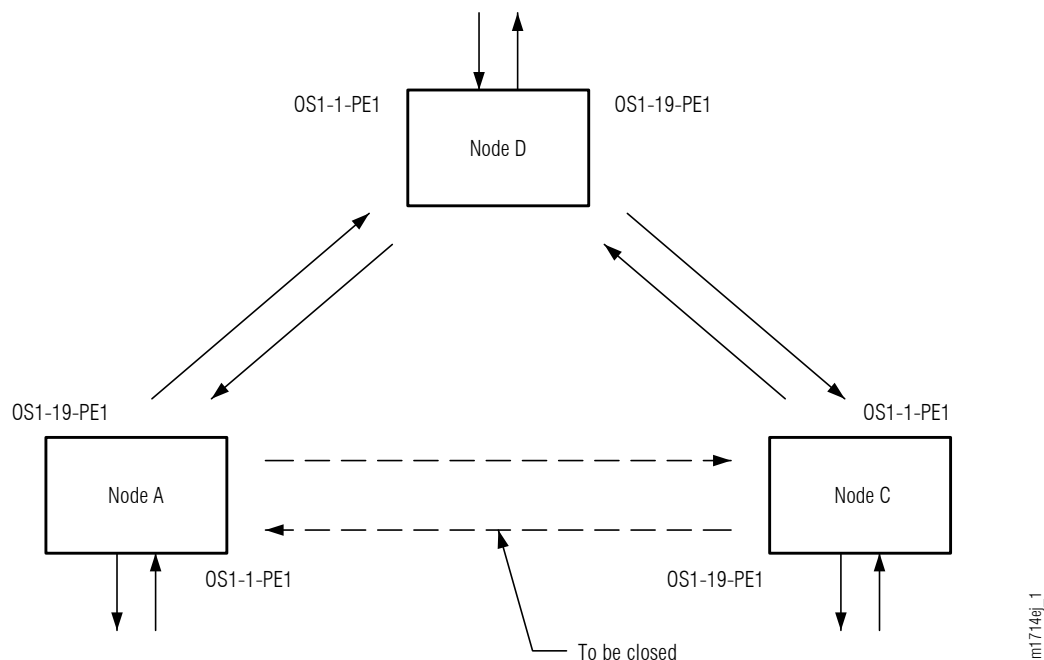 OS1-1-PE1
OS1-19-PE1
Node D
OS1-19-PE1
OS1-1-PE1
Node A
Node C
OS1-1-PE1
OS1-19-PE1
To be closed
m1714ej_1